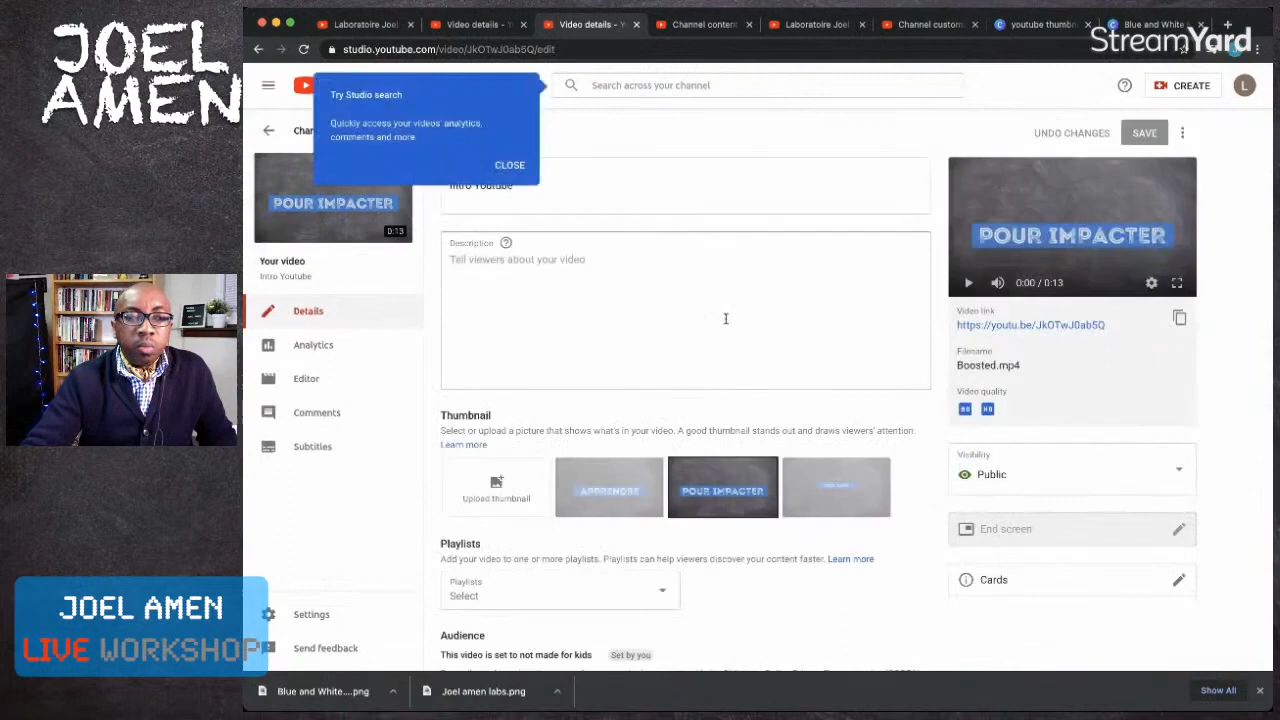 JOEL
AMEN
Laboratoire Joel
Video details - Y
Video details - Y
Channel content
Laboratoire Joel
Channel custom
youtube thumbn
Blue and White
StreamYard
studio.youtube.com/video/JkOTwJ0ab5Q/edit
Try Studio search
Quickly access your videos' analytics,
comments and more
CLOSE
Search across your channel
CREATE
L
Chan
UNDO CHANGES
SAVE
POUR IMPACTER
0:13
Your video
Intro Youtube
Details
Analytics
Editor
Comments
Subtitles
Settings
Send feedback
Intro Youtube
Description
Tell viewers about your video
Thumbnail
Select or upload a picture that shows what's in your video. A good thumbnail stands out and draws viewers' attention.
Learn more
Upload thumbnail
APPRENDRE
POUR IMPACTER
Playlists
Add your video to one or more playlists. Playlists can help viewers discover your content faster. Learn more
Playlists
Select
Audience
This video is set to not made for kids Set by you
POUR IMPACTER
0:00 / 0:13
Video link
https://youtu.be/JkOTwJ0ab5Q
Filename
Boosted.mp4
Video quality
Visibility
Public
End screen
Cards
JOEL AMEN
LIVE WORKSHOP
Blue and White....png
Joel amen labs.png
Show All